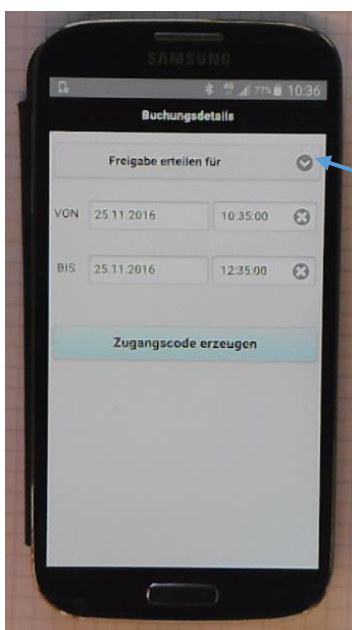 SAMSUNG
4G 77% 10:36
Buchungsdetails
Freigabe erteilen für
VON 25.11.2016 10:35:00
BIS 25.11.2016 12:35:00
Zugangscode erzeugen